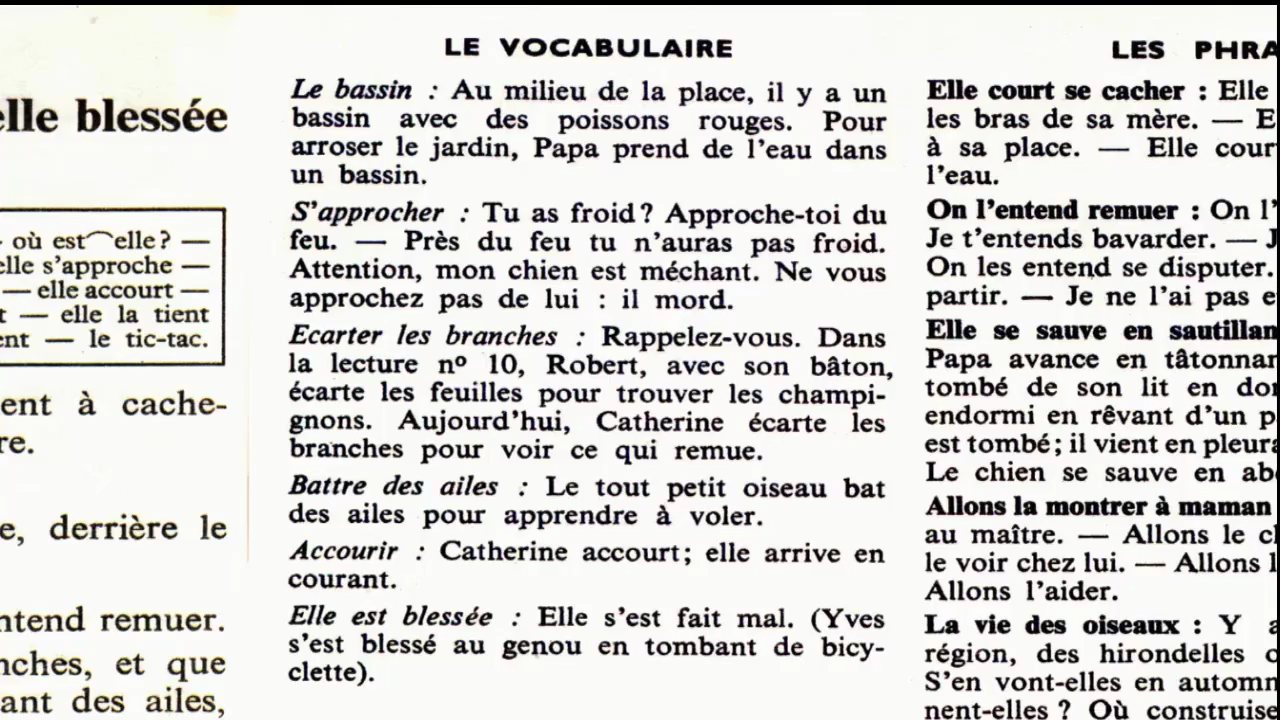 elle blessée
où est elle? —
elle s'approche —
— elle accourt —
— elle la tient
— le tic-tac.
à cache-
derrière le
remuer.
et que
des ailes,
LE VOCABULAIRE
Le bassin : Au milieu de la place, il y a un
bassin avec des poissons rouges. Pour
arroser le jardin, Papa prend de l'eau dans
un bassin.
S'approcher : Tu as froid? Approche-toi du
feu. — Près du feu tu n'auras pas froid.
Attention, mon chien est méchant. Ne vous
approchez pas de lui : il mord.
Ecarter les branches : Rappelez-vous. Dans
la lecture nº 10, Robert, avec son bâton,
écarte les feuilles pour trouver les champi-
gnons. Aujourd'hui, Catherine écarte les
branches pour voir ce qui remue.
Battre des ailes : Le tout petit oiseau bat
des ailes pour apprendre à voler.
Accourir : Catherine accourt; elle arrive en
courant.
Elle est blessée : Elle s'est fait mal. (Yves
s'est blessé au genou en tombant de bicy-
clette).
LES PHRA
Elle court se cacher : Elle
les bras de sa mère. — E
à sa place. — Elle cour
l'eau.
On l'entend remuer : On l'
Je t'entends bavarder. — J
On les entend se disputer.
partir. — Je ne l'ai pas e
Elle se sauve en sautillan
Papa avance en tâtonnan
tombé de son lit en do
endormi en rêvant d'un p
est tombé; il vient en pleura
Le chien se sauve en ab
Allons la montrer à maman
au maître. — Allons le c
le voir chez lui. — Allons l
Allons l'aider.
La vie des oiseaux : Y a
région, des hirondelles
S'en vont-elles en automn
nent-elles ? Où construise